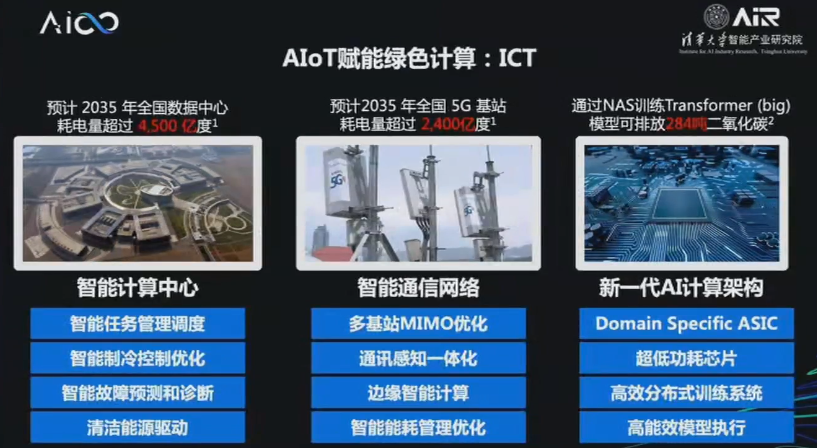 AIoT
AIR
清华大学智能产业研究院
Institute for AI Industry Research, Tsinghua University
AIoT赋能绿色计算：ICT
预计 2035 年全国数据中心
耗电量超过 4,500 亿度1
预计2035 年全国 5G 基站
耗电量超过 2,400亿度1
通过NAS训练Transformer (big)
模型可排放284吨二氧化碳2
5G
智能计算中心
智能任务管理调度
智能制冷控制优化
智能故障预测和诊断
清洁能源驱动
智能通信网络
多基站MIMO优化
通讯感知一体化
边缘智能计算
智能能耗管理优化
新一代AI计算架构
Domain Specific ASIC
超低功耗芯片
高效分布式训练系统
高能效模型执行